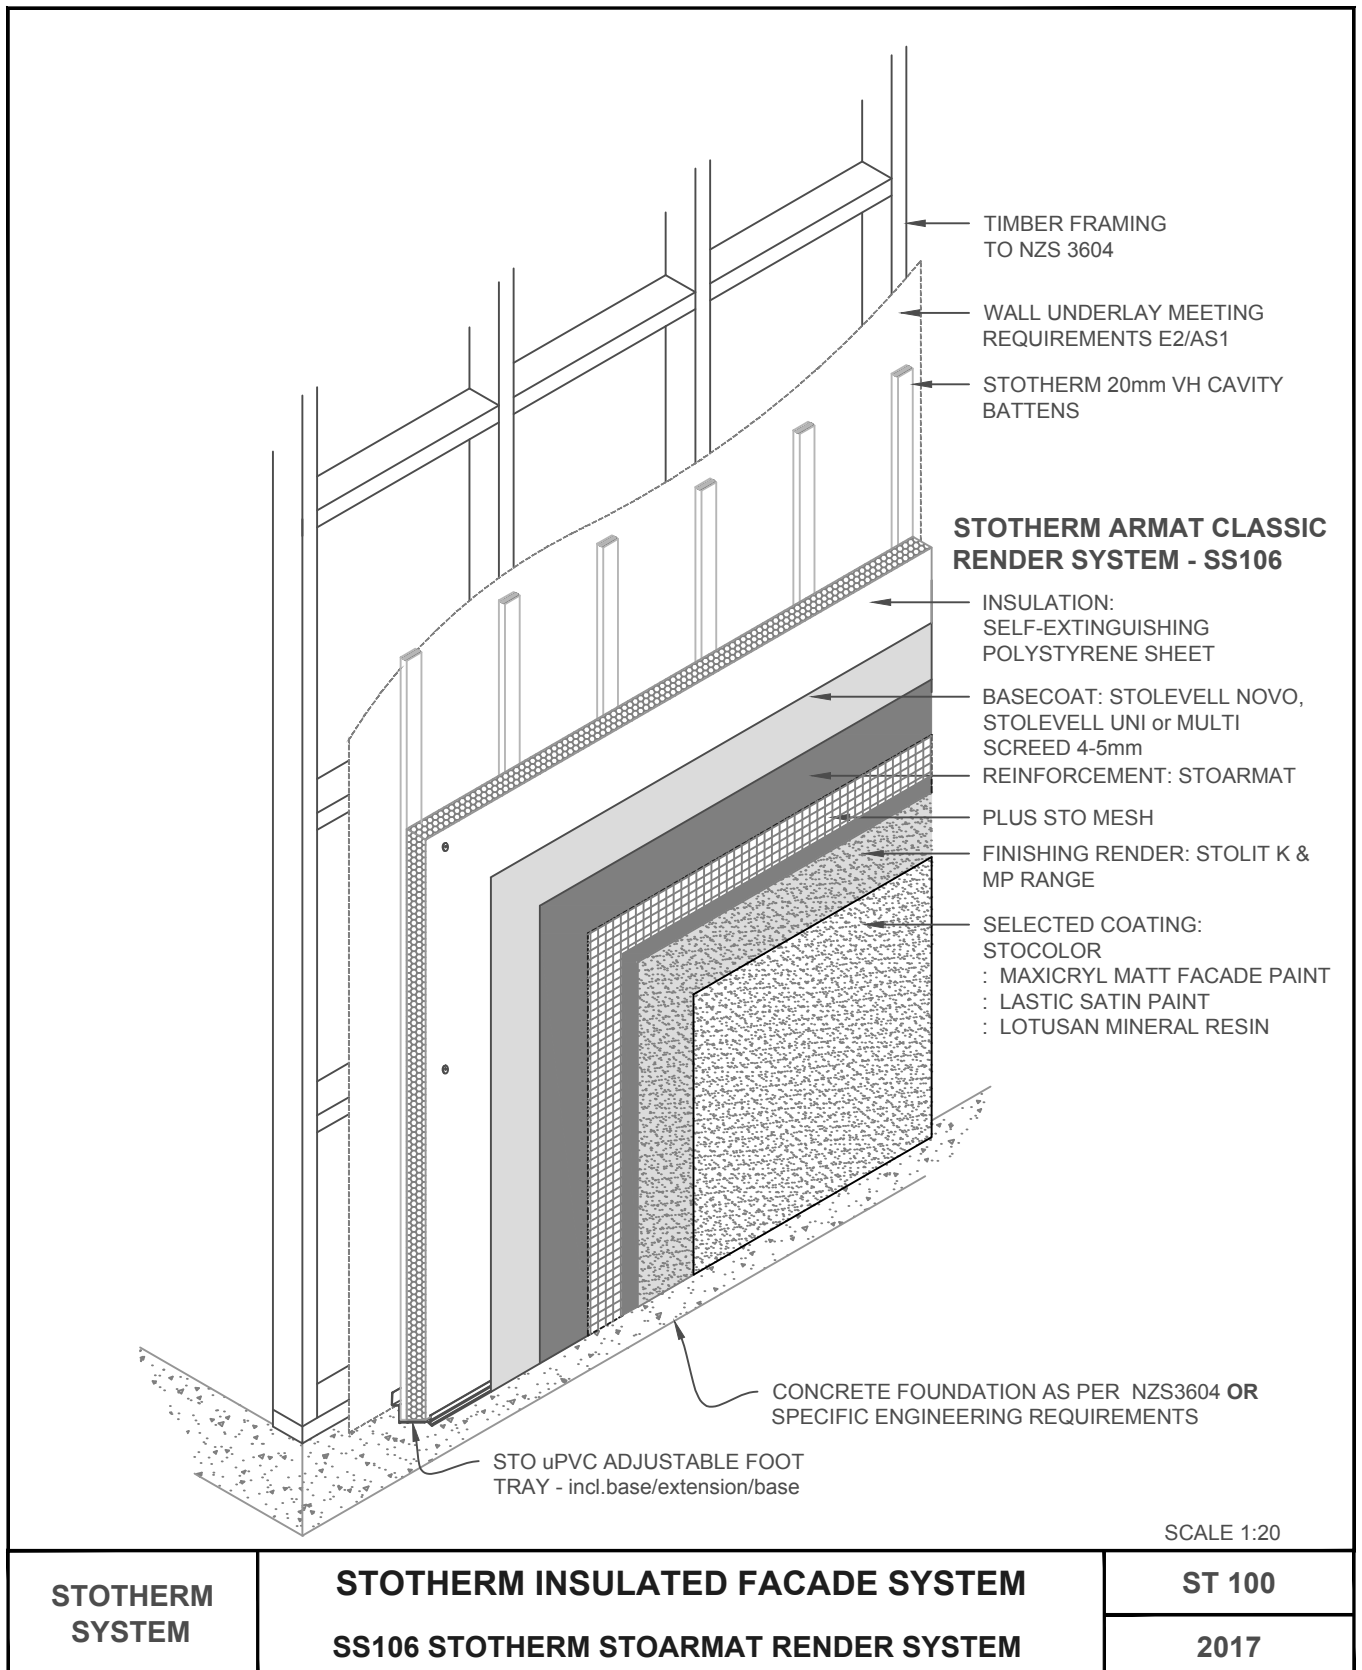 TIMBER FRAMING
TO NZS 3604
WALL UNDERLAY MEETING
REQUIREMENTS E2/AS1
STOTHERM 20mm VH CAVITY
BATTENS
STOTHERM ARMAT CLASSIC
RENDER SYSTEM - SS106
INSULATION:
SELF-EXTINGUISHING
POLYSTYRENE SHEET
BASECOAT: STOLEVELL NOVO,
STOLEVELL UNI or MULTI
SCREED 4-5mm
REINFORCEMENT: STOARMAT
PLUS STO MESH
FINISHING RENDER: STOLIT K &
MP RANGE
SELECTED COATING:
STOCOLOR
: MAXICRYL MATT FACADE PAINT
: LASTIC SATIN PAINT
: LOTUSAN MINERAL RESIN
CONCRETE FOUNDATION AS PER NZS3604 OR
SPECIFIC ENGINEERING REQUIREMENTS
STO uPVC ADJUSTABLE FOOT
TRAY - incl.base/extension/base
SCALE 1:20
STOTHERM
SYSTEM
STOTHERM INSULATED FACADE SYSTEM
SS106 STOTHERM STOARMAT RENDER SYSTEM
ST 100
2017